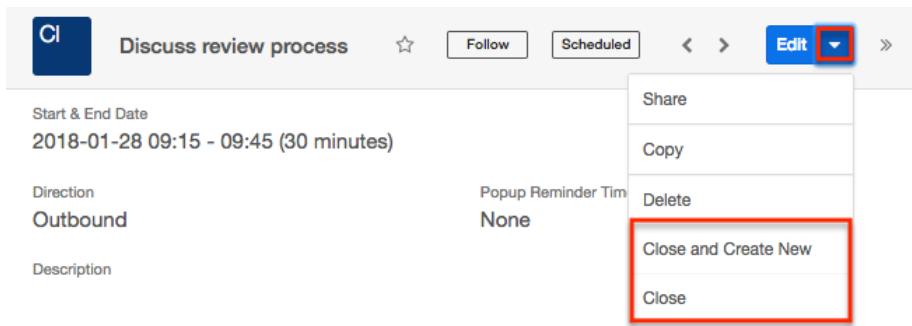 Cl
Discuss review process
Follow
Scheduled
Edit
Start & End Date
2018-01-28 09:15 - 09:45 (30 minutes)
Direction
Outbound
Popup Reminder Tim
None
Description
Share
Copy
Delete
Close and Create New
Close